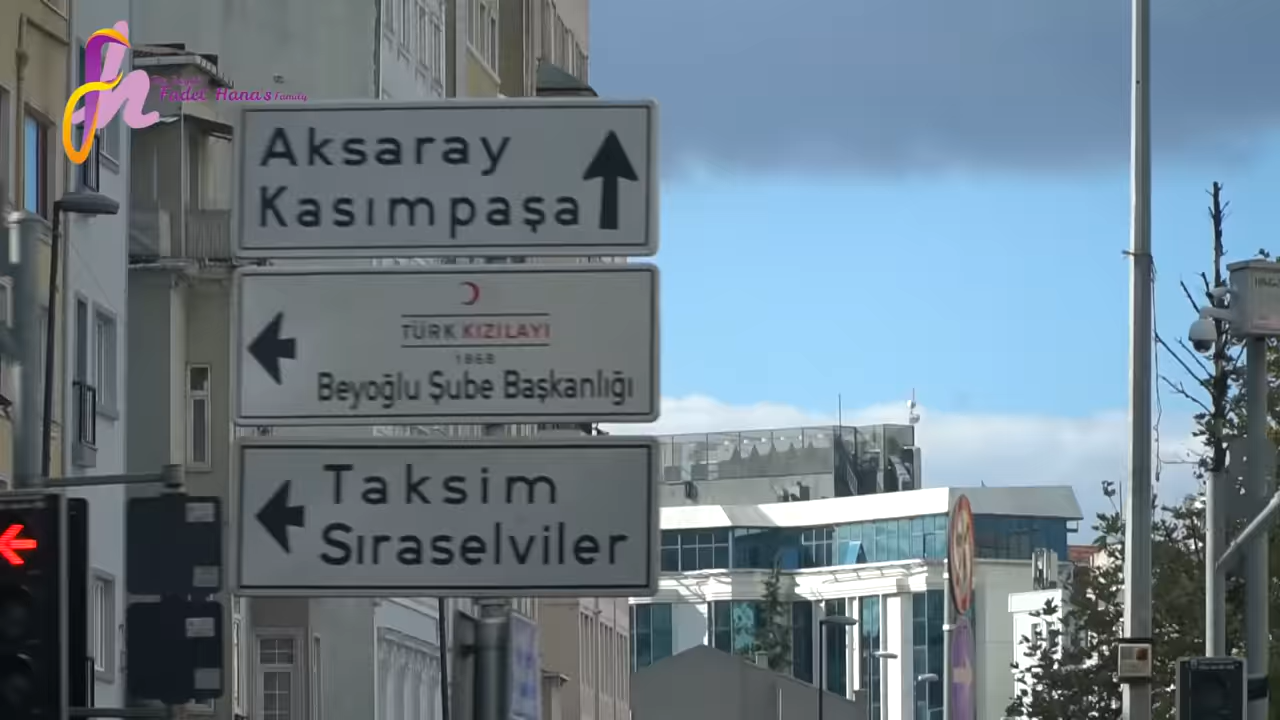 Fadel Hana's Family
Aksaray
Kasımpaşa
TÜRK KIZILAYI
1868
Beyoğlu Şube Başkanlığı
Taksim
Sıraselviler